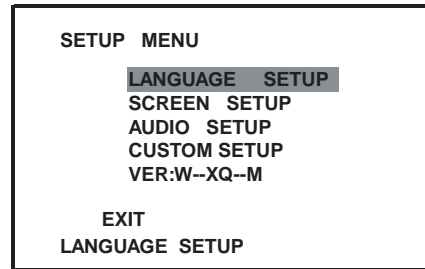 SETUP MENU
LANGUAGE SETUP
SCREEN SETUP
AUDIO SETUP
CUSTOM SETUP
VER:W--XQ--M
EXIT
LANGUAGE SETUP